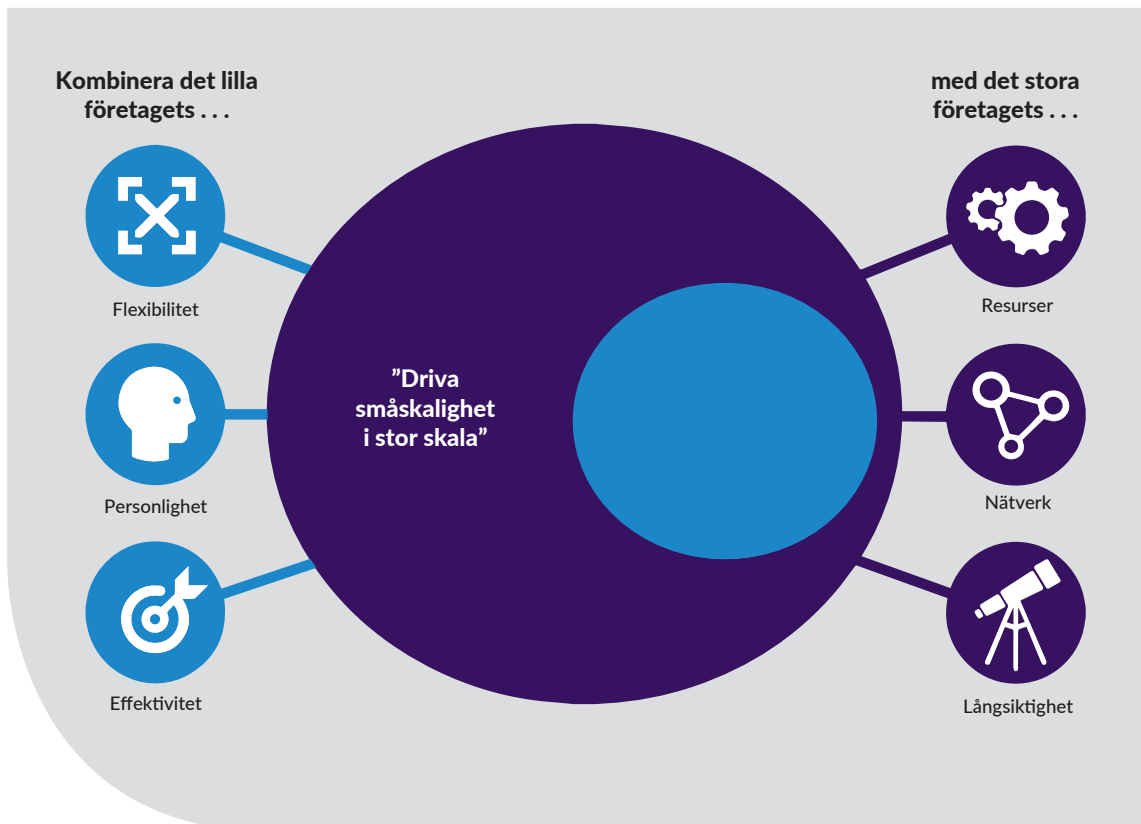 Kombinera det lilla
företagets . . .
Flexibilitet
Personlighet
Effektivitet
”Driva
småskalighet
i stor skala”
med det stora
företagets . . .
Resurser
Nätverk
Långsiktighet